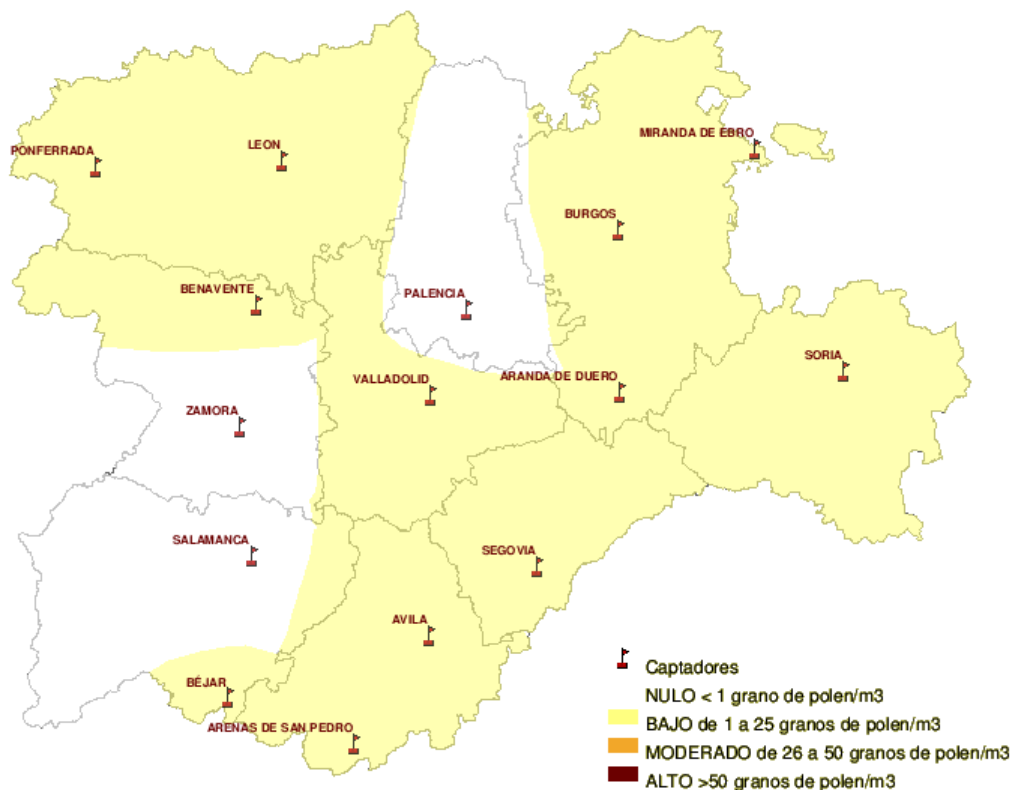 MIRANDA DE EBRO
LEON
PONFERRADA
BURGOS
BENAVENTE
PALENCIA
SORIA
ARANDA DE DUERO
VALLADOLID
ZAMORA
SALAMANCA
SEGOVIA
AVILA
BÉJAR
ARENAS DE SAN PEDRO
Captadores
NULO < 1 grano de polen/m3
BAJO de 1 a 25 granos de polen/m3
MODERADO de 26 a 50 granos de polen/m3
ALTO >50 granos de polen/m3